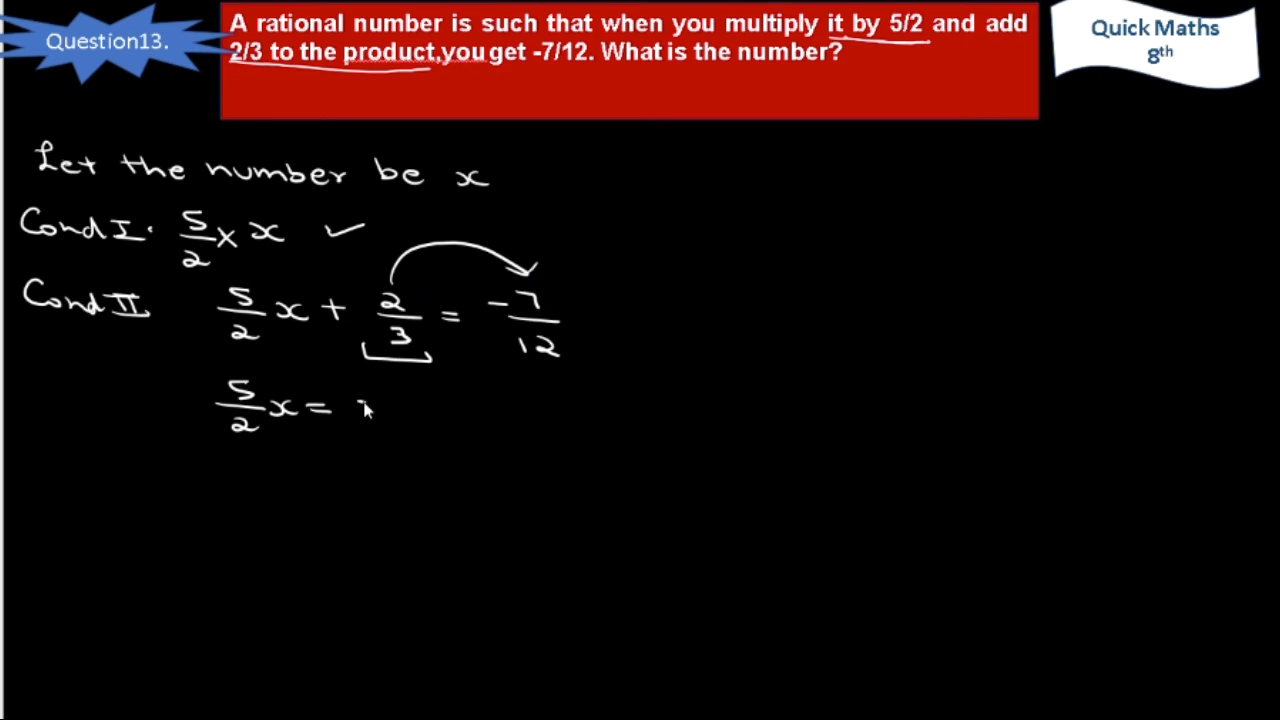 Question13.
A rational number is such that when you multiply it by 5/2 and add
2/3 to the product,you get -7/12. What is the number?
Quick Maths
8th
Let the number be x
Cond I. 5/2 × x ✓
Cond II 5/2 x + 2/3 = -7/12
5/2 x =